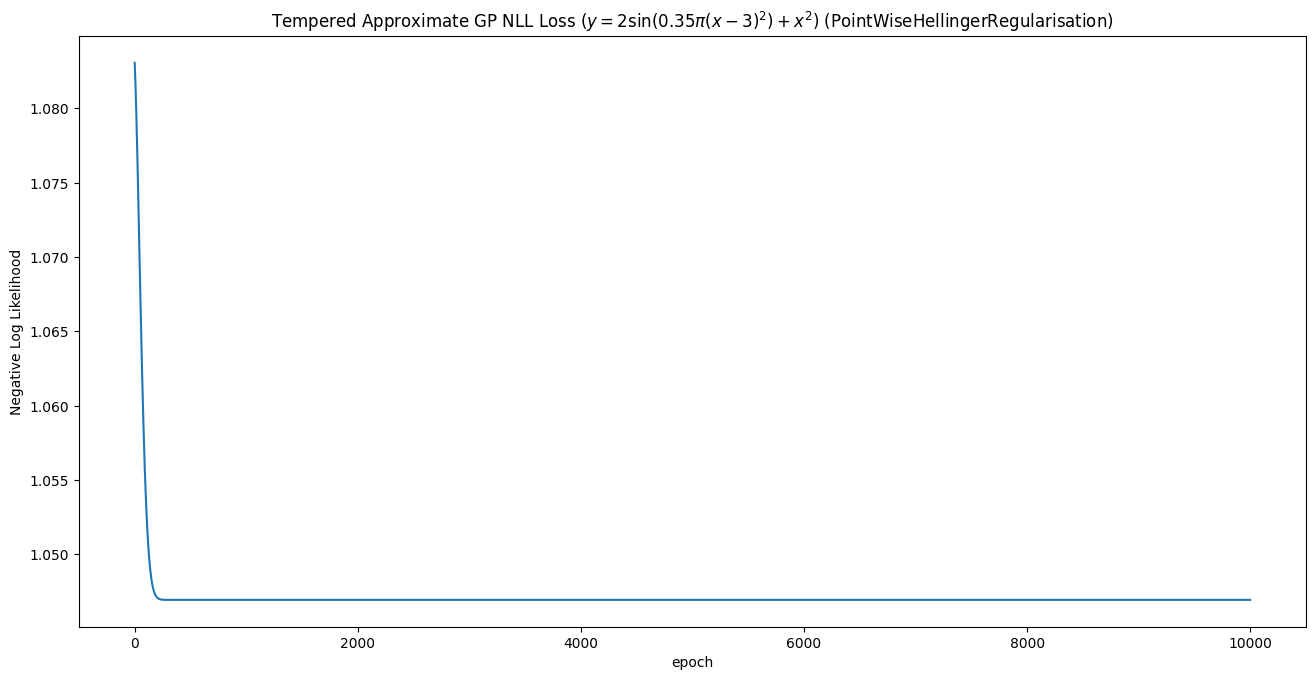 Tempered Approximate GP NLL Loss ($y = 2\sin(0.35\pi(x-3)^2) + x^2$) (PointWiseHellingerRegularisation)
1.080
1.075
1.070
1.065
1.060
1.055
1.050
Negative Log Likelihood
0 2000 4000 6000 8000 10000
epoch